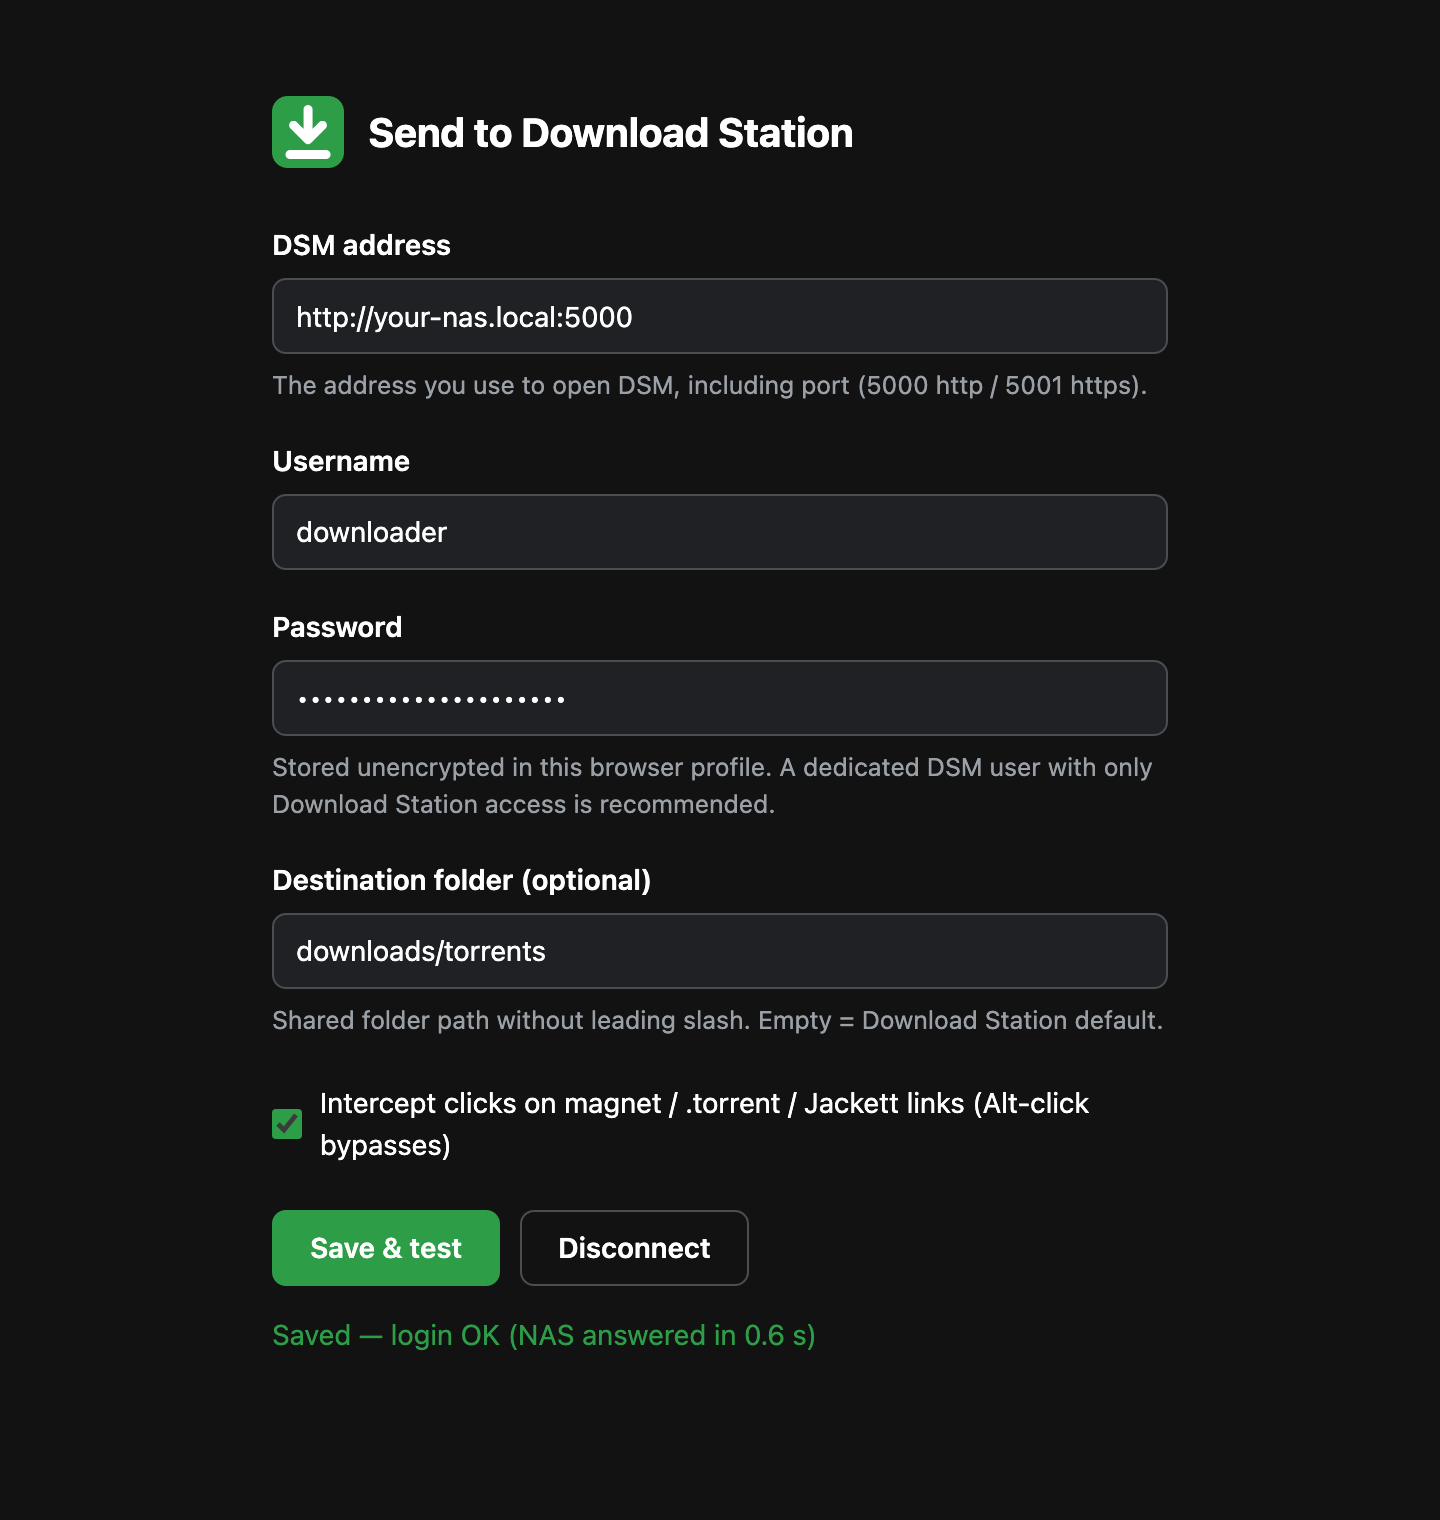 Send to Download Station
DSM address
http://your-nas.local:5000
The address you use to open DSM, including port (5000 http / 5001 https).
Username
downloader
Password
•••••••••••••••••••••
Stored unencrypted in this browser profile. A dedicated DSM user with only
Download Station access is recommended.
Destination folder (optional)
downloads/torrents
Shared folder path without leading slash. Empty = Download Station default.
Intercept clicks on magnet / .torrent / Jackett links (Alt-click
bypasses)
Save & test
Disconnect
Saved — login OK (NAS answered in 0.6 s)